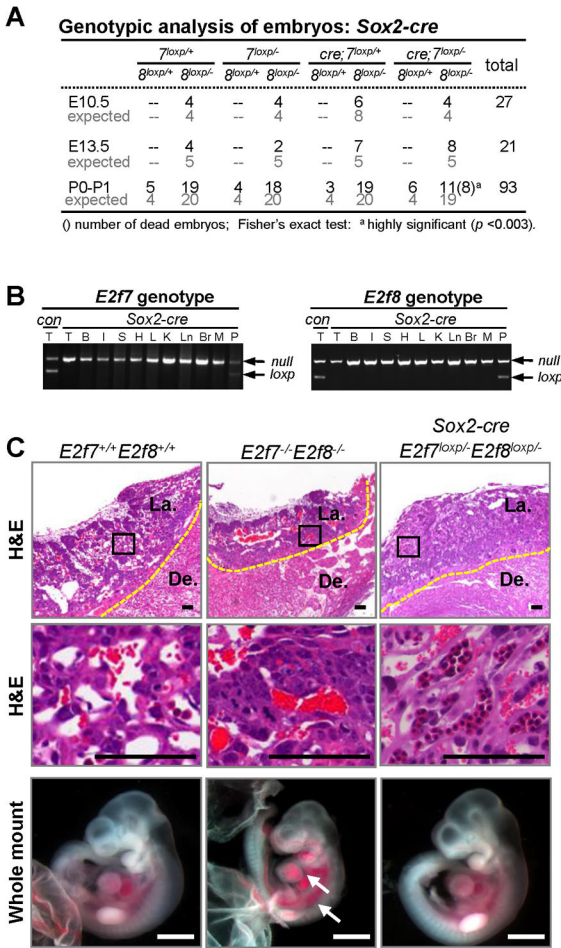 A
Genotypic analysis of embryos: Sox2-cre
7loxp/+ 7loxp/- cre;7loxp/+ cre;7loxp/- total
8loxp/+ 8loxp/- 8loxp/+ 8loxp/- 8loxp/+ 8loxp/- 8loxp/+ 8loxp/-
E10.5 -- 4 -- 4 -- 6 -- 4 27
expected -- 4 -- 4 -- 8 -- 4
E13.5 -- 4 -- 2 -- 7 -- 8 21
expected -- 5 -- 5 -- 5 -- 5
P0-P1 5 19 4 18 3 19 6 11(8)a 93
expected 4 20 4 20 4 20 4 19
() number of dead embryos; Fisher's exact test: a highly significant (p <0.003).
B
E2f7 genotype
con Sox2-cre
T T B I S H L K Ln Br M P
null
loxp
E2f8 genotype
con Sox2-cre
T T B I S H L K Ln Br M P
null
loxp
C
E2f7+/+E2f8+/+
E2f7-/-E2f8-/-
Sox2-cre
E2f7loxp/-E2f8loxp/-
H&E
La.
De.
La.
De.
La.
De.
H&E
Whole mount